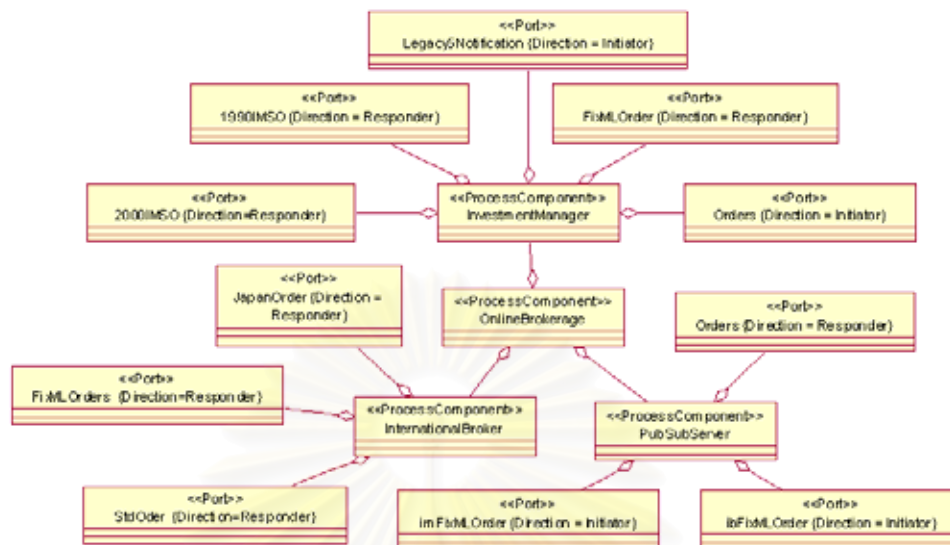 <<Port>>
Legacy5Notification {Direction = Initiator}
<<Port>>
1990IMSO (Direction = Responder)
<<Port>>
FixMLOrder (Direction = Responder)
<<Port>>
2000IMSO (Direction=Responder)
<<ProcessComponent>>
InvestmentManager
<<Port>>
Orders (Direction = Initiator)
<<Port>>
JapanOrder (Direction =
Responder)
<<ProcessComponent>>
OnlineBrokerage
<<Port>>
Orders (Direction = Responder)
<<Port>>
FixMLOrders {Direction=Responder}
<<ProcessComponent>>
InternationalBroker
<<ProcessComponent>>
PubSubServer
<<Port>>
StdOder {Direction=Responder}
<<Port>>
imFixMLOrder (Direction = Initiator)
<<Port>>
ibFixMLOrder (Direction = Initiator)